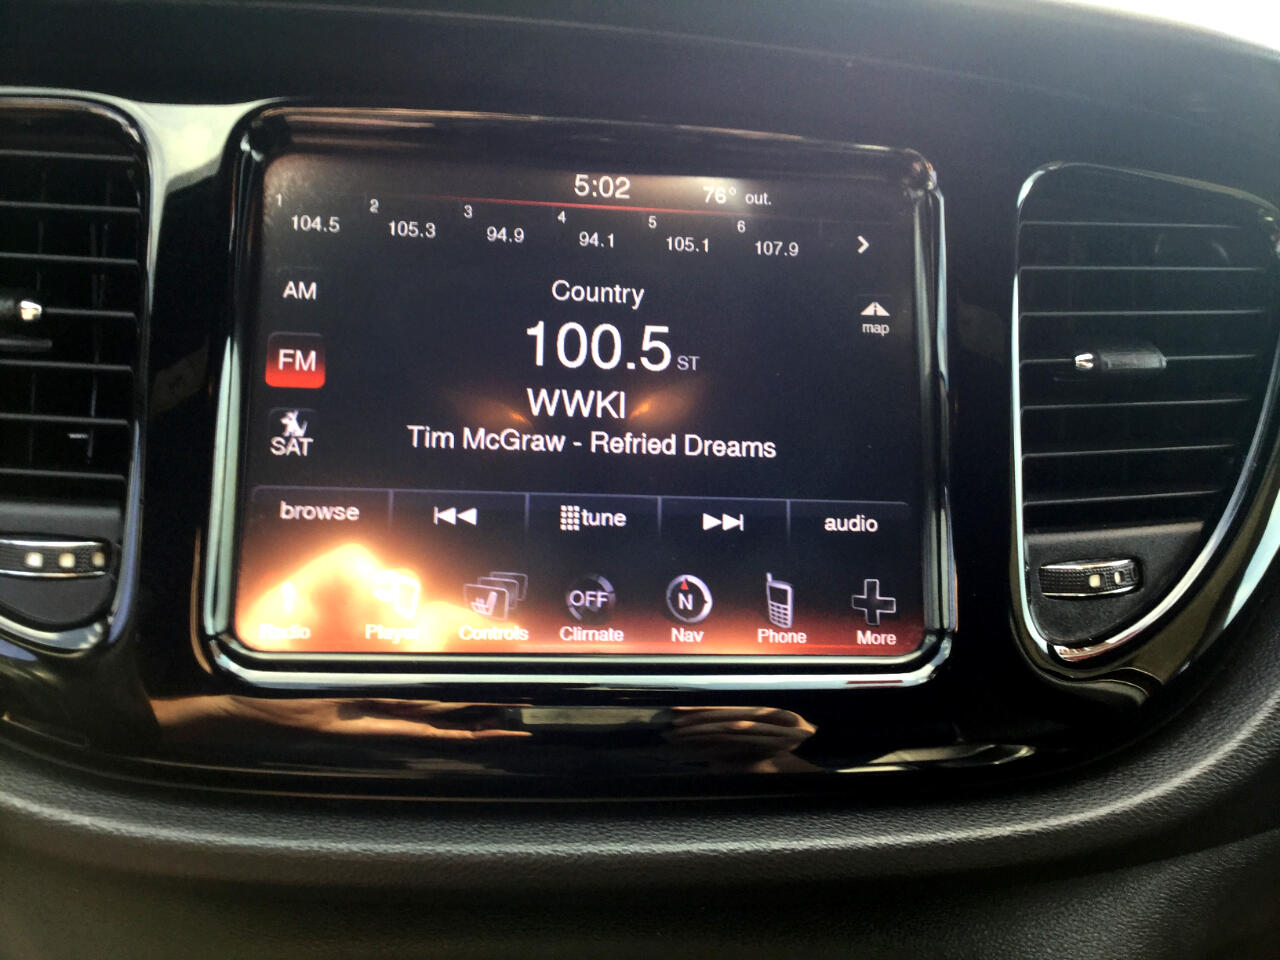 5:02 76° out.
1 2 3 4 5 6
104.5 105.3 94.9 94.1 105.1 107.9
AM
Country
map
FM
100.5 ST
WWKI
SAT
Tim McGraw - Refried Dreams
browse tune audio
OFF N
Radio Player Controls Climate Nav Phone More